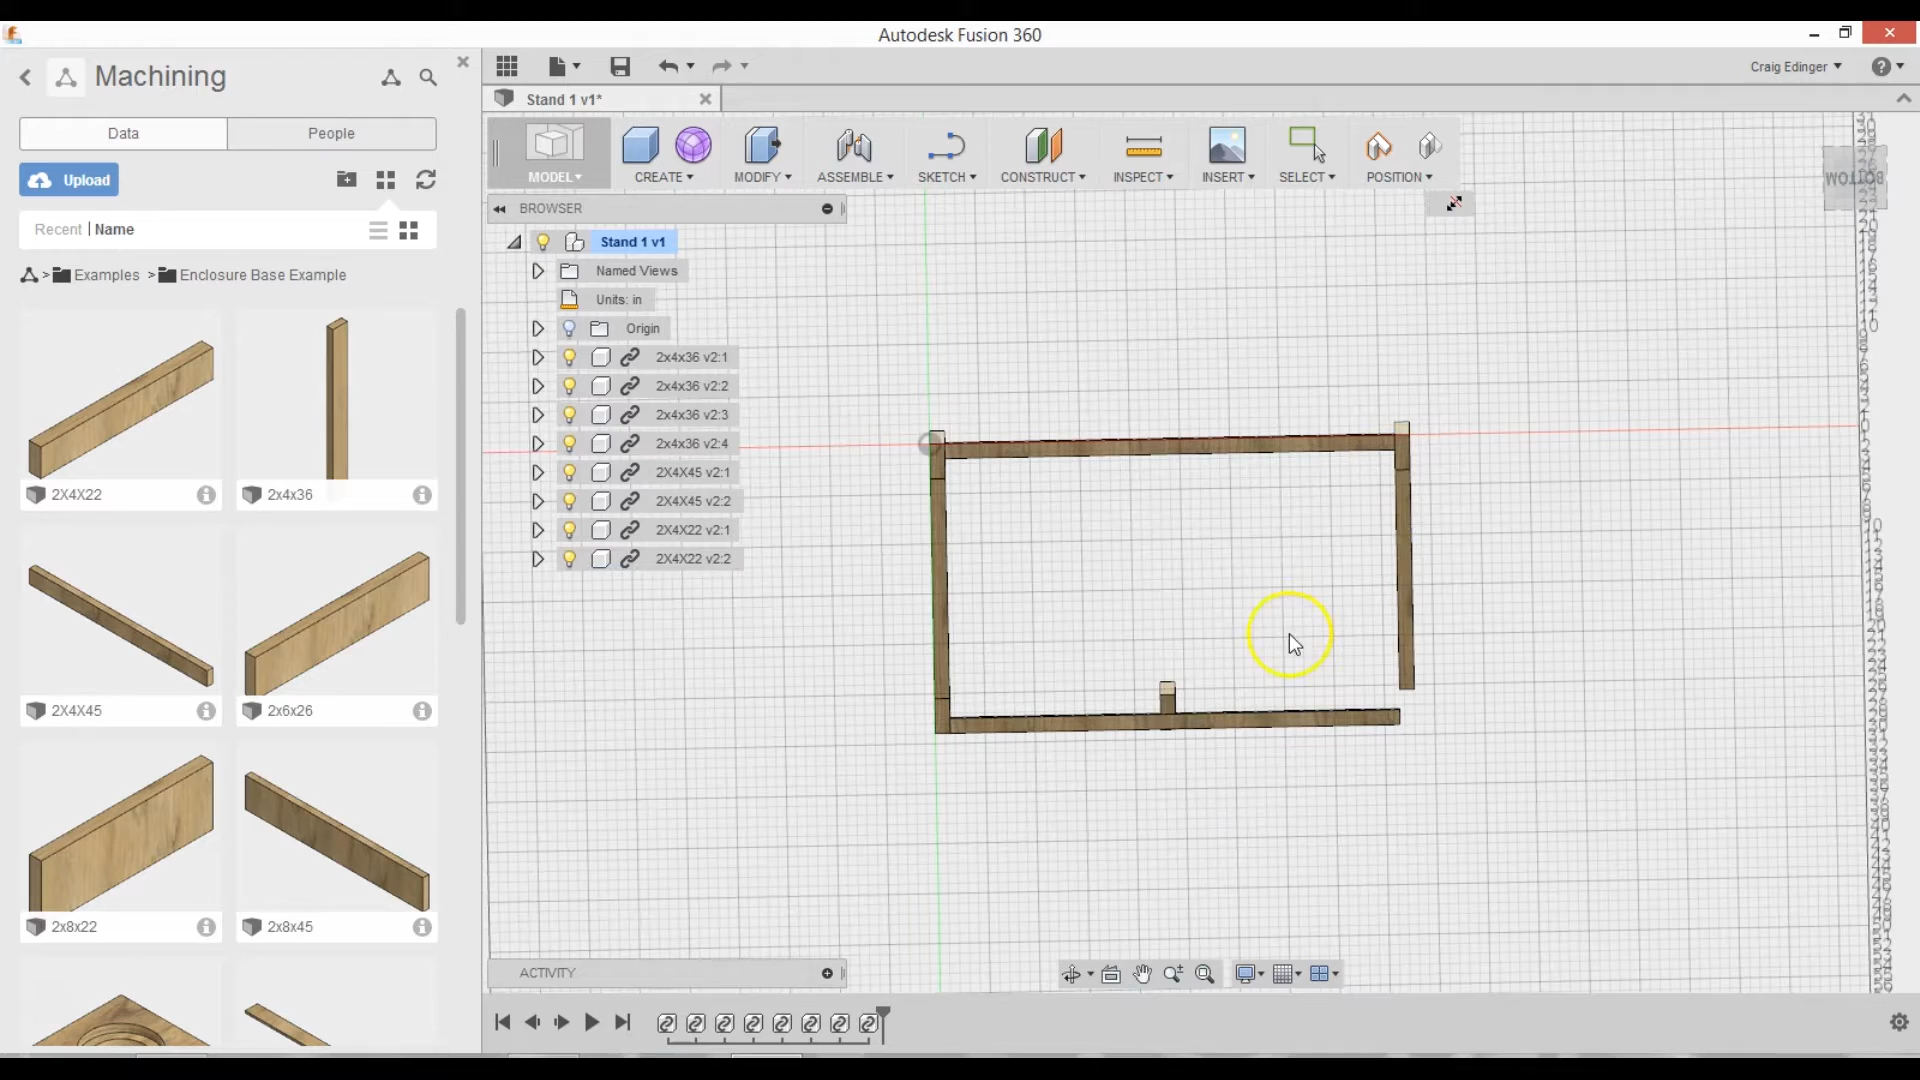 Autodesk Fusion 360
Machining
Data
People
Upload
Recent | Name
> Examples > Enclosure Base Example
2X4X22
2x4x36
2X4X45
2x6x26
2x8x22
2x8x45
Craig Edinger
Stand 1 v1*
MODEL
CREATE
MODIFY
ASSEMBLE
SKETCH
CONSTRUCT
INSPECT
INSERT
SELECT
POSITION
BROWSER
Stand 1 v1
Named Views
Units: in
Origin
2x4x36 v2:1
2x4x36 v2:2
2x4x36 v2:3
2x4x36 v2:4
2X4X45 v2:1
2X4X45 v2:2
2X4X22 v2:1
2X4X22 v2:2
BOTTOM
ACTIVITY